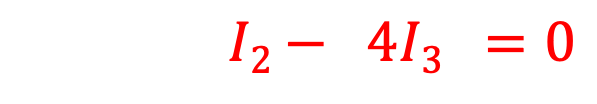 I₂ − 4I₃ = 0